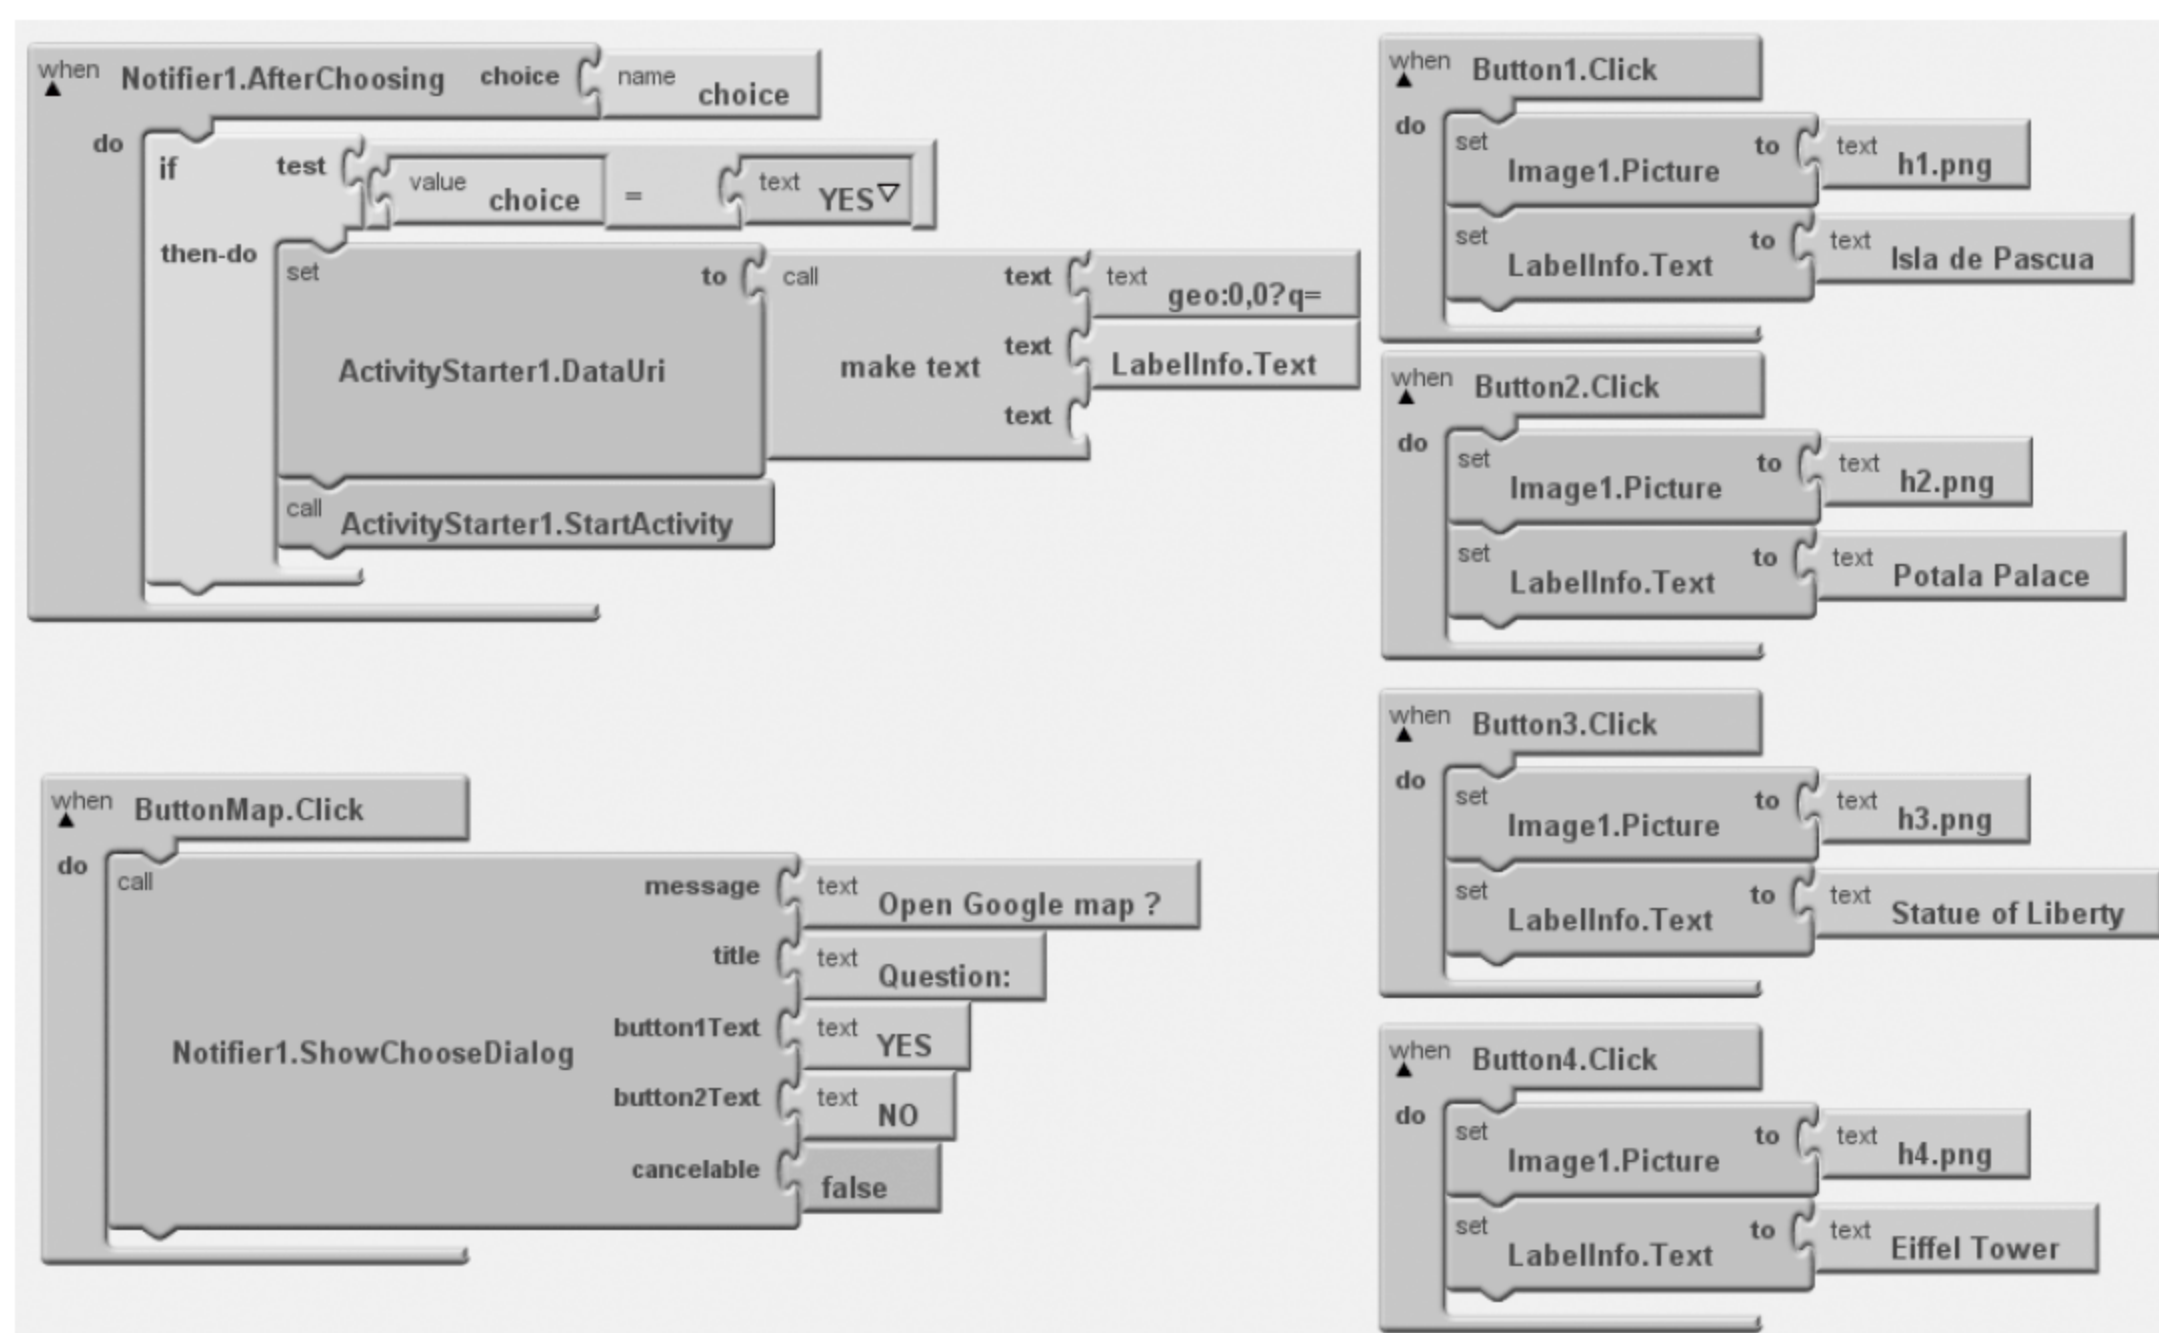 when Notifier1.AfterChoosing choice name choice
do if test value choice = text YES
then-do set ActivityStarter1.DataUri to call make text text text geo:0,0?q=
text LabelInfo.Text
text
call ActivityStarter1.StartActivity
when ButtonMap.Click
do call Notifier1.ShowChooseDialog message text Open Google map ?
title text Question:
button1Text text YES
button2Text text NO
cancelable false
when Button1.Click
do set Image1.Picture to text h1.png
set LabelInfo.Text to text Isla de Pascua
when Button2.Click
do set Image1.Picture to text h2.png
set LabelInfo.Text to text Potala Palace
when Button3.Click
do set Image1.Picture to text h3.png
set LabelInfo.Text to text Statue of Liberty
when Button4.Click
do set Image1.Picture to text h4.png
set LabelInfo.Text to text Eiffel Tower